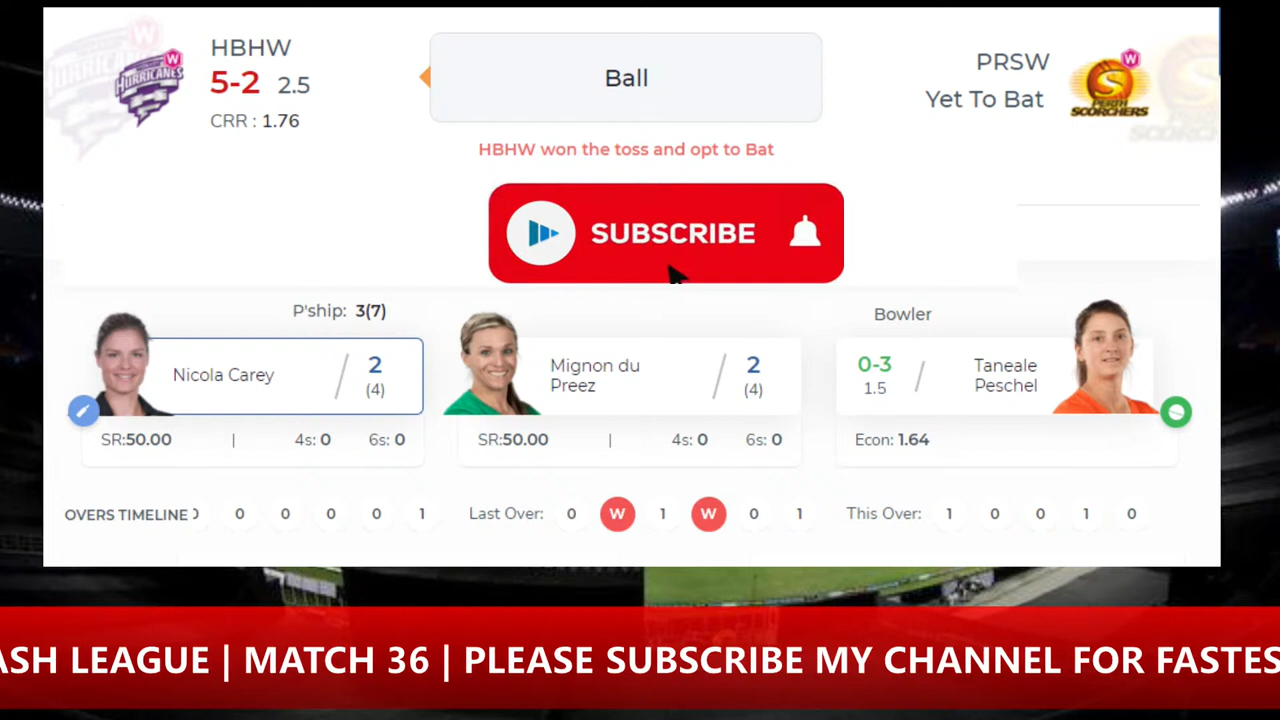 HBHW
5-2 2.5
CRR : 1.76
Ball
PRSW
Yet To Bat
HURRICANES
W
PERTH
SCORCHERS
W
HBHW won the toss and opt to Bat
SUBSCRIBE
P'ship: 3(7)
Bowler
Nicola Carey / 2
(4)
Mignon du
Preez / 2
(4)
0-3 / Taneale
1.5 Peschel
SR:50.00 | 4s: 0 6s: 0
SR:50.00 | 4s: 0 6s: 0
Econ: 1.64
OVERS TIMELINE 0 0 0 0 1
Last Over: 0 W 1 W 0 1
This Over: 1 0 0 1 0
ASH LEAGUE | MATCH 36 | PLEASE SUBSCRIBE MY CHANNEL FOR FASTES